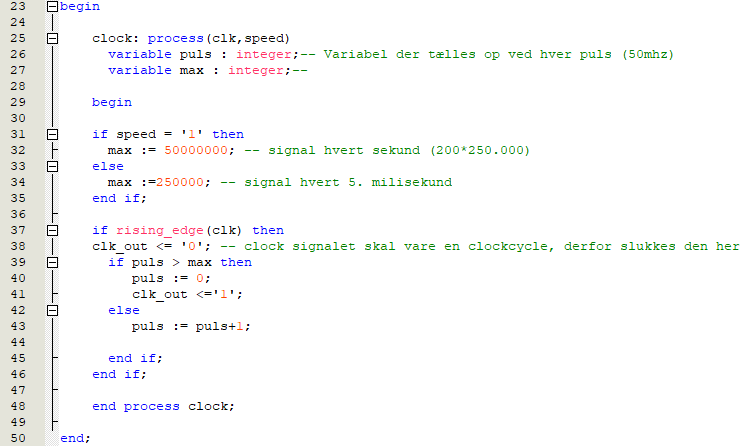 23 begin
24
25 clock: process(clk,speed)
26 variable puls : integer;-- Variabel der tælles op ved hver puls (50mhz)
27 variable max : integer;--
28
29 begin
30
31 if speed = '1' then
32 max := 50000000; -- signal hvert sekund (200*250.000)
33 else
34 max :=250000; -- signal hvert 5. milisekund
35 end if;
36
37 if rising_edge(clk) then
38 clk_out <= '0'; -- clock signalet skal vare en clockcycle, derfor slukkes den her
39 if puls > max then
40 puls := 0;
41 clk_out <='1';
42 else
43 puls := puls+1;
44
45 end if;
46 end if;
47
48 end process clock;
49
50 end;